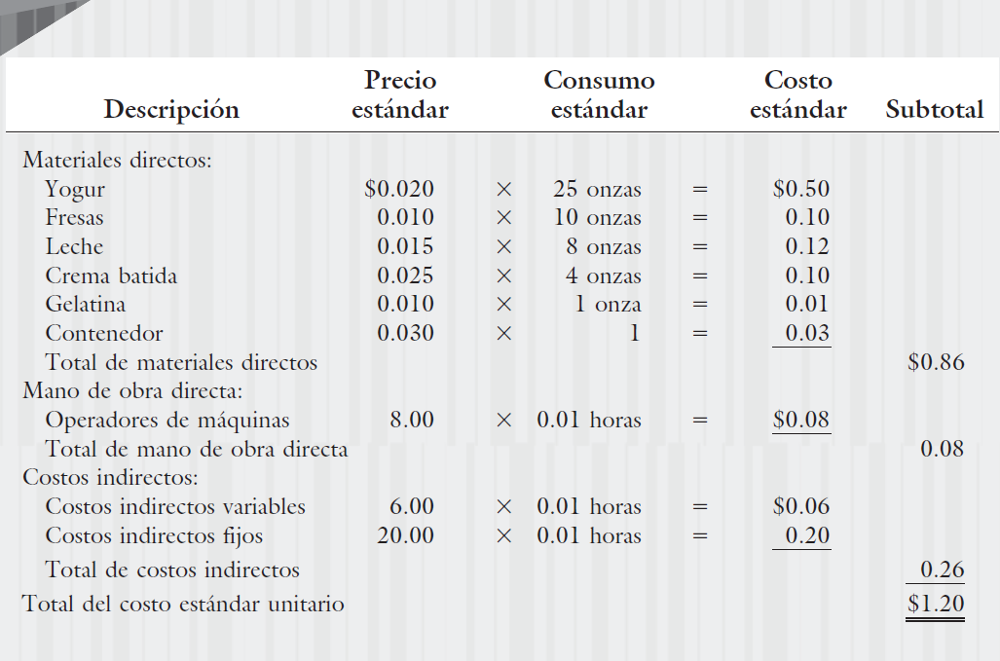 Descripción Precio estándar Consumo estándar Costo estándar Subtotal
Materiales directos:
Yogur $0.020 × 25 onzas = $0.50
Fresas 0.010 × 10 onzas = 0.10
Leche 0.015 × 8 onzas = 0.12
Crema batida 0.025 × 4 onzas = 0.10
Gelatina 0.010 × 1 onza = 0.01
Contenedor 0.030 × 1 = 0.03
Total de materiales directos $0.86
Mano de obra directa:
Operadores de máquinas 8.00 × 0.01 horas = $0.08
Total de mano de obra directa 0.08
Costos indirectos:
Costos indirectos variables 6.00 × 0.01 horas = $0.06
Costos indirectos fijos 20.00 × 0.01 horas = 0.20
Total de costos indirectos 0.26
Total del costo estándar unitario $1.20